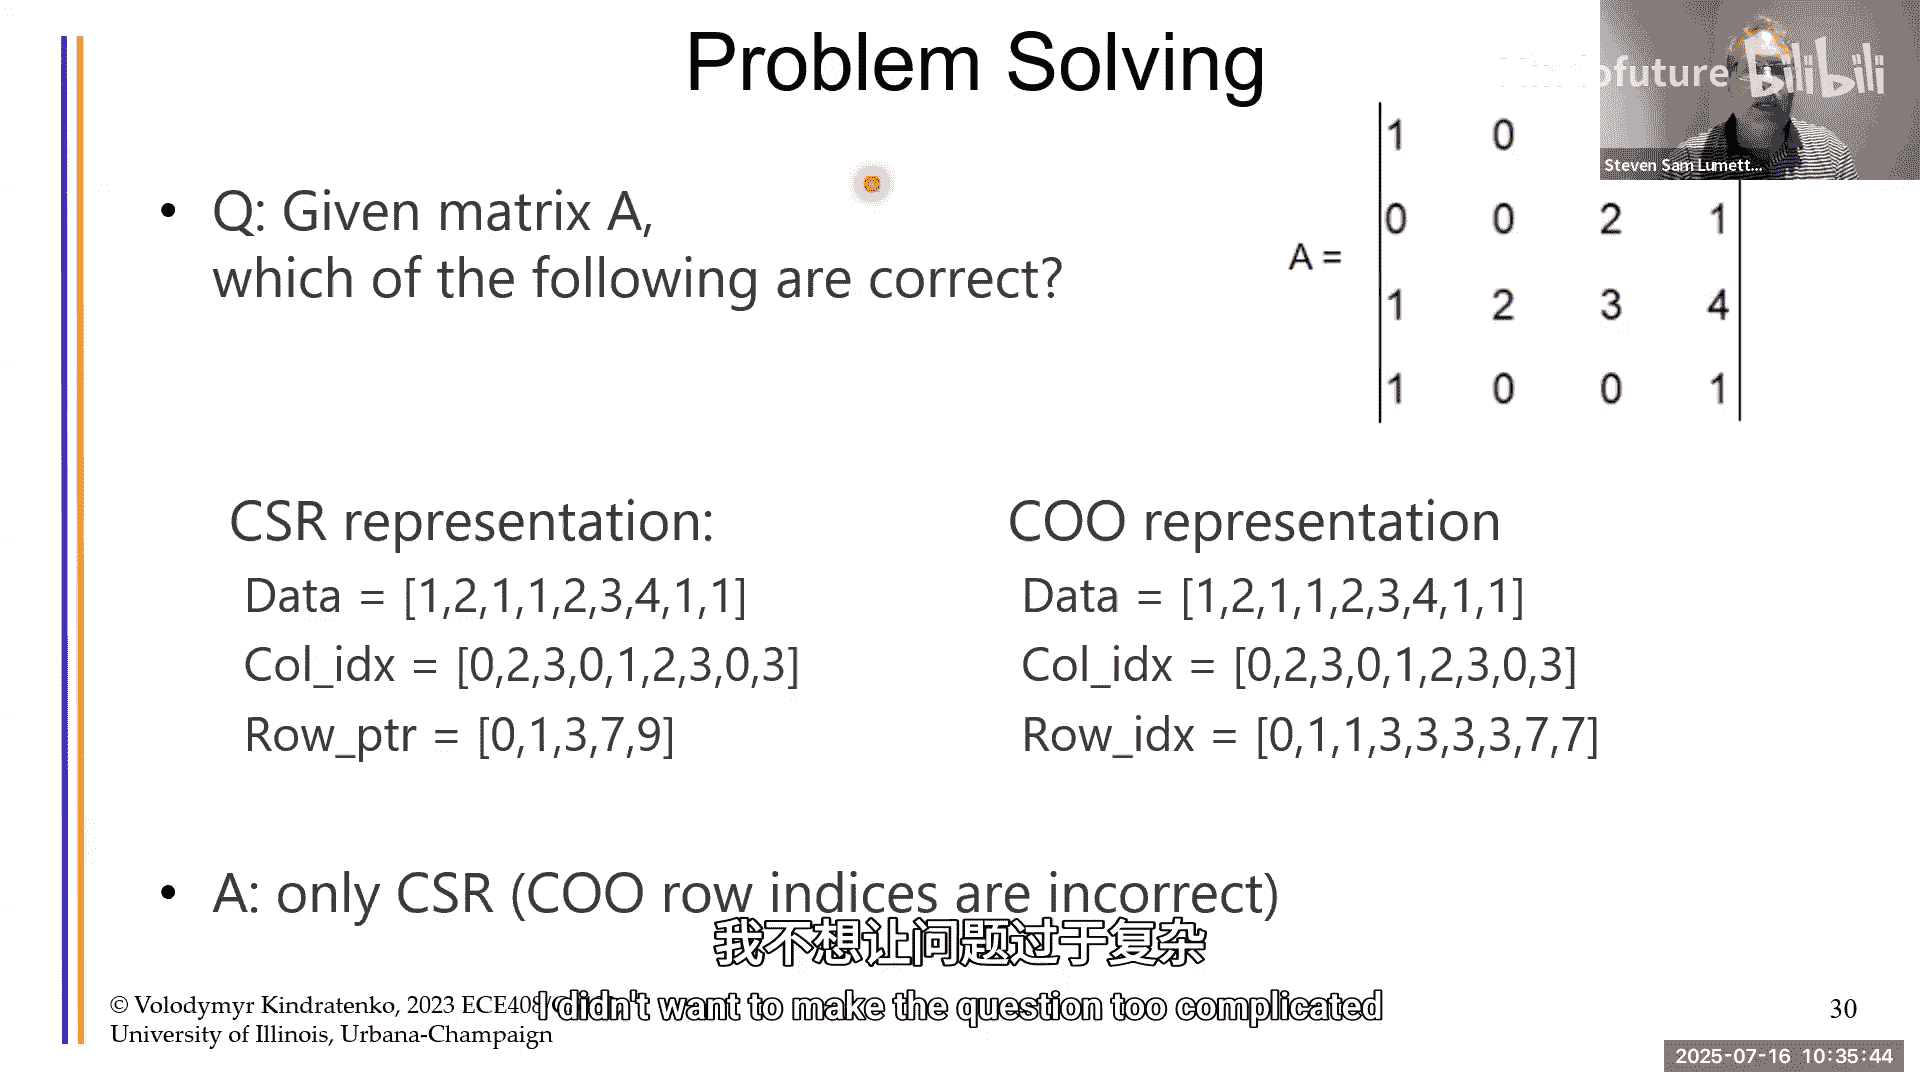 Problem Solving
ofuture bilibili
Steven Sam Lumett...
• Q: Given matrix A,
which of the following are correct?
A =
1 0
0 0 2 1
1 2 3 4
1 0 0 1
CSR representation:
Data = [1,2,1,1,2,3,4,1,1]
Col_idx = [0,2,3,0,1,2,3,0,3]
Row_ptr = [0,1,3,7,9]
COO representation
Data = [1,2,1,1,2,3,4,1,1]
Col_idx = [0,2,3,0,1,2,3,0,3]
Row_idx = [0,1,1,3,3,3,3,7,7]
• A: only CSR (COO row indices are incorrect)
我不想让问题过于复杂
I didn't want to make the question too complicated
© Volodymyr Kindratenko, 2023 ECE408/
University of Illinois, Urbana-Champaign
30
2025-07-16 10:35:44